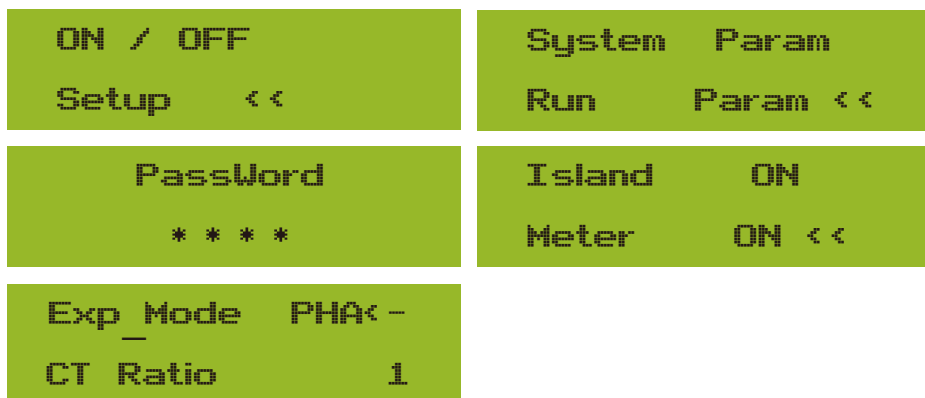 ON / OFF
Setup <<
System Param
Run Param <<
PassWord
* * * *
Island ON
Meter ON <<
Exp_Mode PHA<-
CT Ratio 1